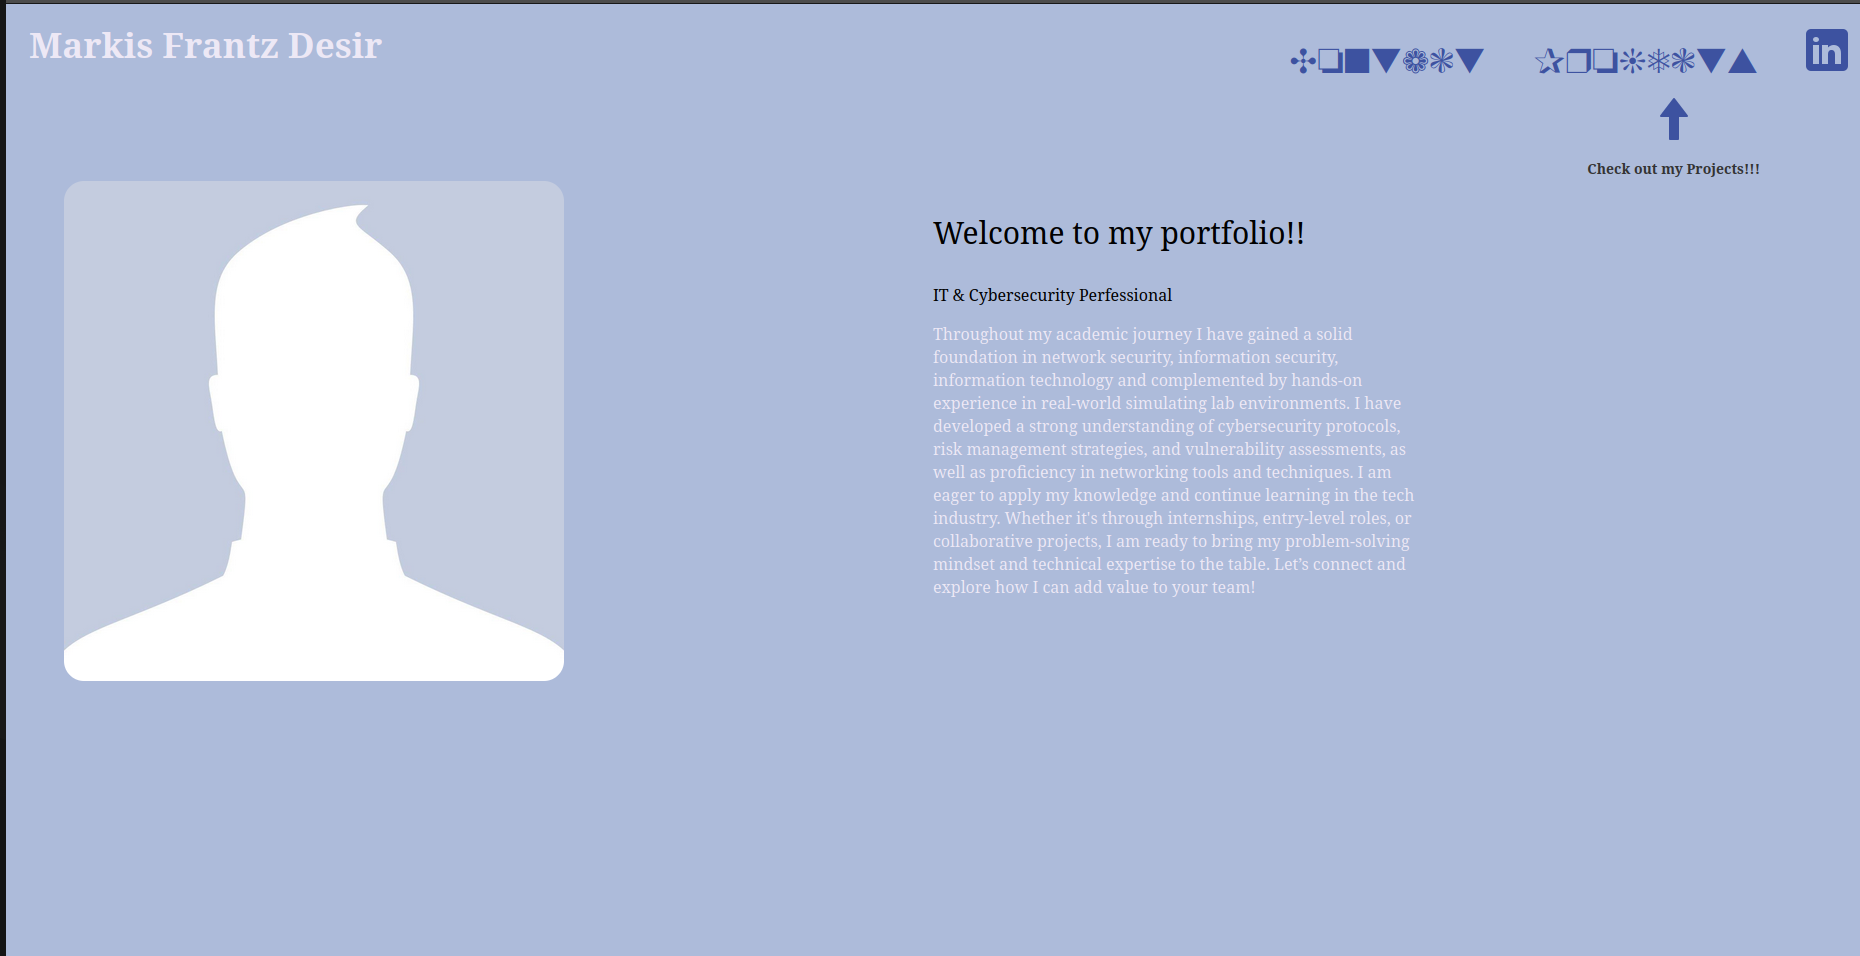 Markis Frantz Desir
✣❏■▼❁❃▼ ✰❒❏❊❄❃▼▲
in
Check out my Projects!!!
Welcome to my portfolio!!
IT & Cybersecurity Perfessional
Throughout my academic journey I have gained a solid
foundation in network security, information security,
information technology and complemented by hands-on
experience in real-world simulating lab environments. I have
developed a strong understanding of cybersecurity protocols,
risk management strategies, and vulnerability assessments, as
well as proficiency in networking tools and techniques. I am
eager to apply my knowledge and continue learning in the tech
industry. Whether it's through internships, entry-level roles, or
collaborative projects, I am ready to bring my problem-solving
mindset and technical expertise to the table. Let's connect and
explore how I can add value to your team!